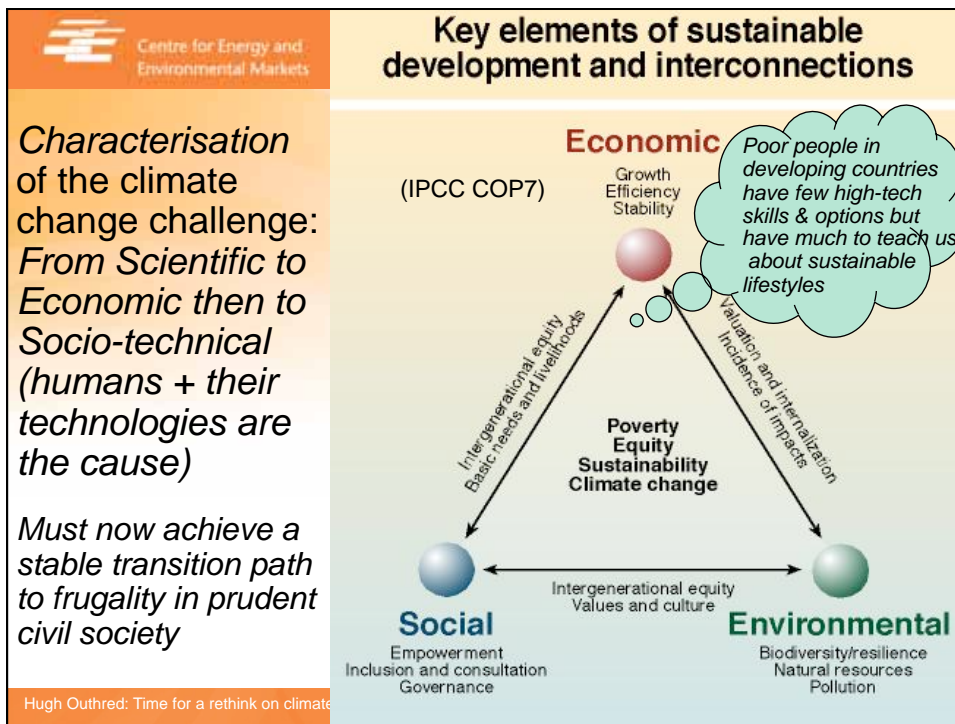 Centre for Energy and
Environmental Markets
Characterisation
of the climate
change challenge:
From Scientific to
Economic then to
Socio-technical
(humans + their
technologies are
the cause)
Must now achieve a
stable transition path
to frugality in prudent
civil society
Hugh Outhred: Time for a rethink on climate
Key elements of sustainable
development and interconnections
Economic
(IPCC COP7)
Growth
Efficiency
Stability
Poor people in
developing countries
have few high-tech
skills & options but
have much to teach us
about sustainable
lifestyles
Intergenerational equity
Basic needs and livelihoods
Valuation and internalization
Incidence of impacts
Poverty
Equity
Sustainability
Climate change
Intergenerational equity
Values and culture
Social
Empowerment
Inclusion and consultation
Governance
Environmental
Biodiversity/resilience
Natural resources
Pollution